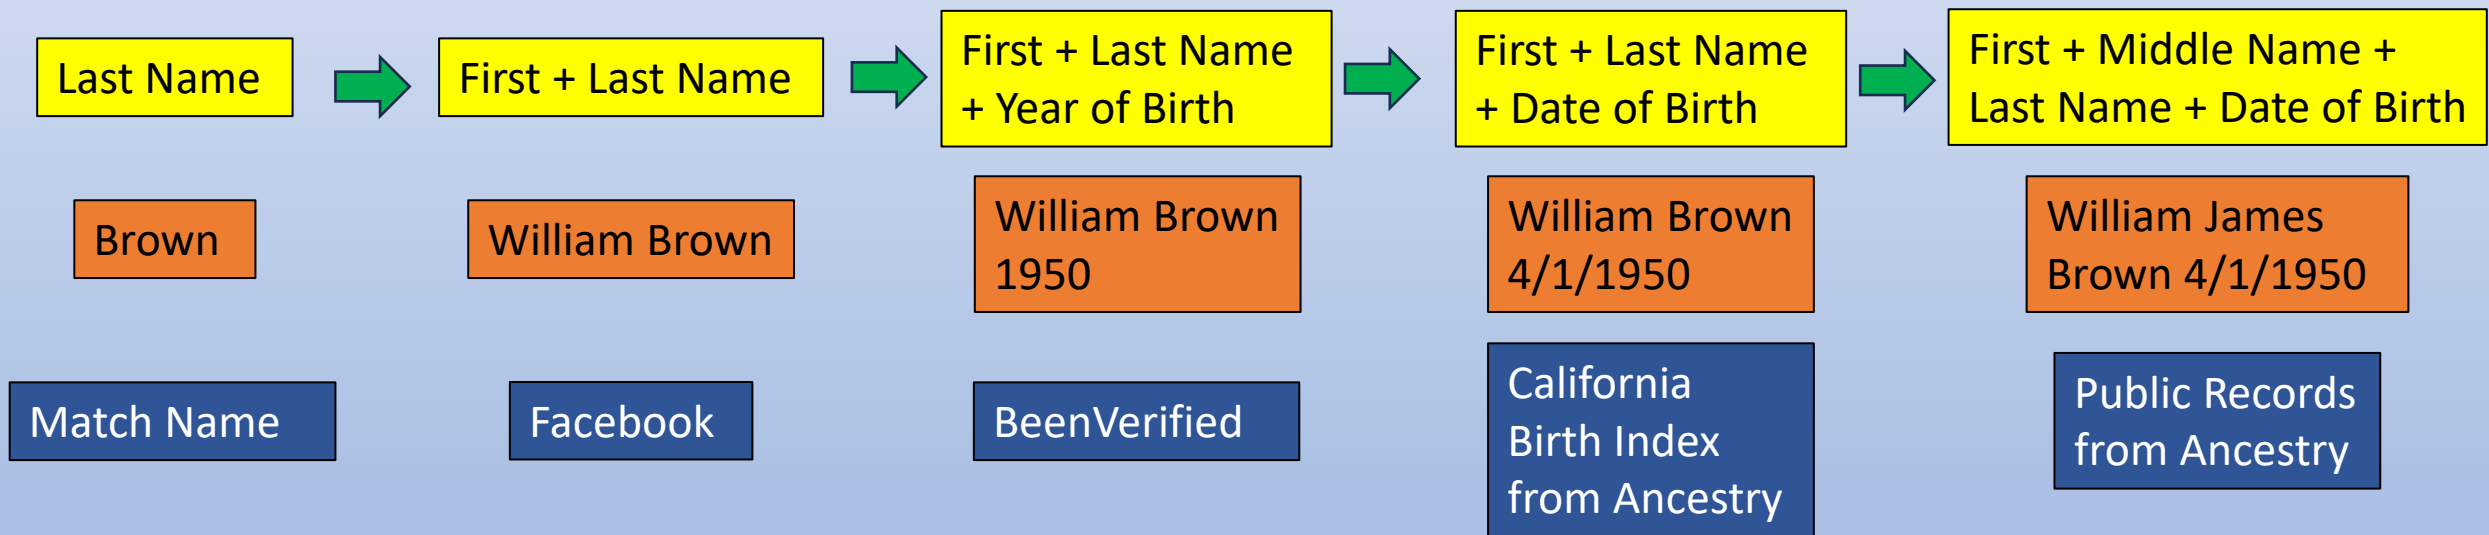 Last Name
First + Last Name
First + Last Name
+ Year of Birth
First + Last Name
+ Date of Birth
First + Middle Name +
Last Name + Date of Birth
Brown
William Brown
William Brown
1950
William Brown
4/1/1950
William James
Brown 4/1/1950
Match Name
Facebook
BeenVerified
California
Birth Index
from Ancestry
Public Records
from Ancestry